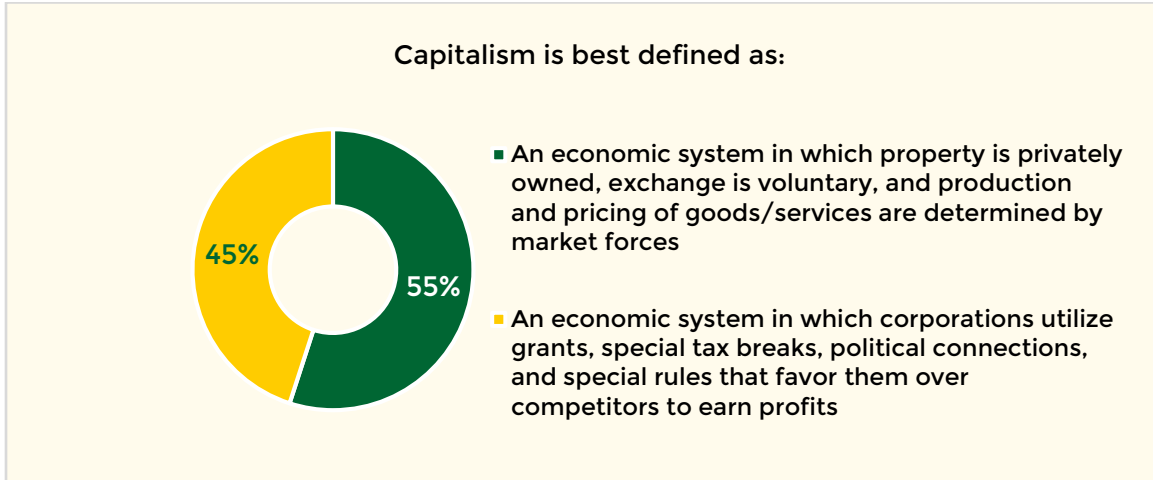 Capitalism is best defined as:
An economic system in which property is privately
owned, exchange is voluntary, and production
and pricing of goods/services are determined by
market forces
45%
55%
An economic system in which corporations utilize
grants, special tax breaks, political connections,
and special rules that favor them over
competitors to earn profits